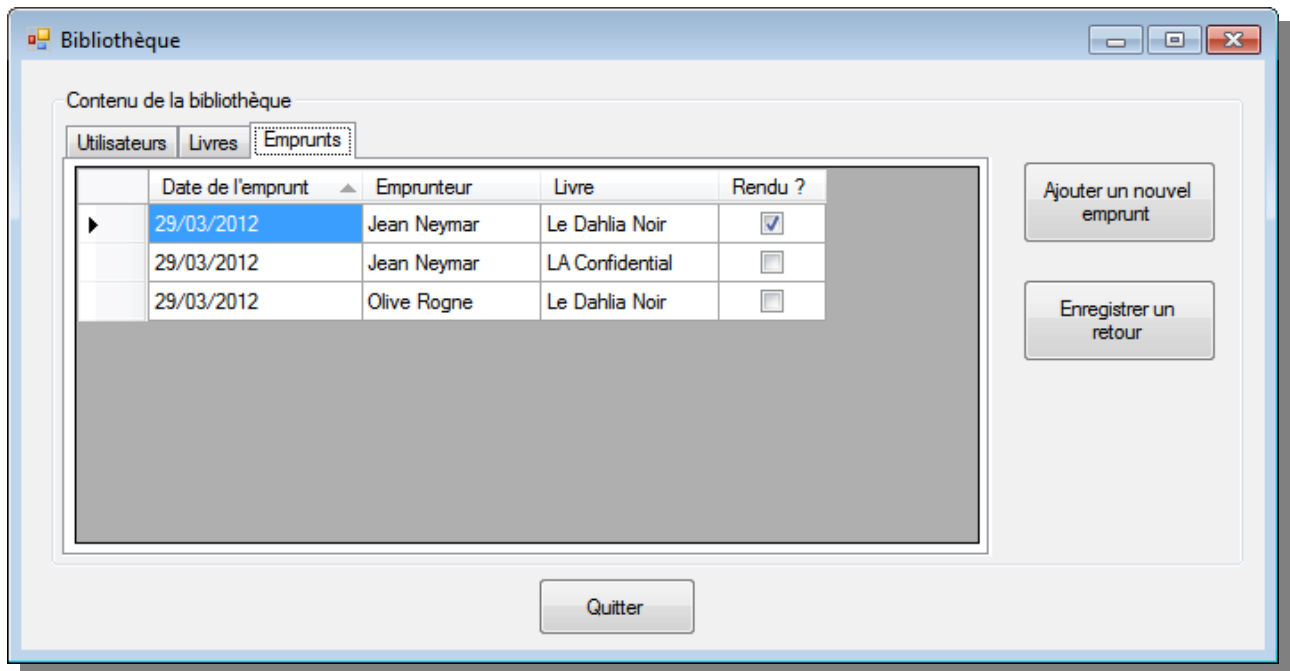 Bibliothèque
Contenu de la bibliothèque
Utilisateurs Livres Emprunts
Date de l'emprunt Emprunteur Livre Rendu ?
29/03/2012 Jean Neymar Le Dahlia Noir
29/03/2012 Jean Neymar LA Confidential
29/03/2012 Olive Rogne Le Dahlia Noir
Ajouter un nouvel
emprunt
Enregistrer un
retour
Quitter